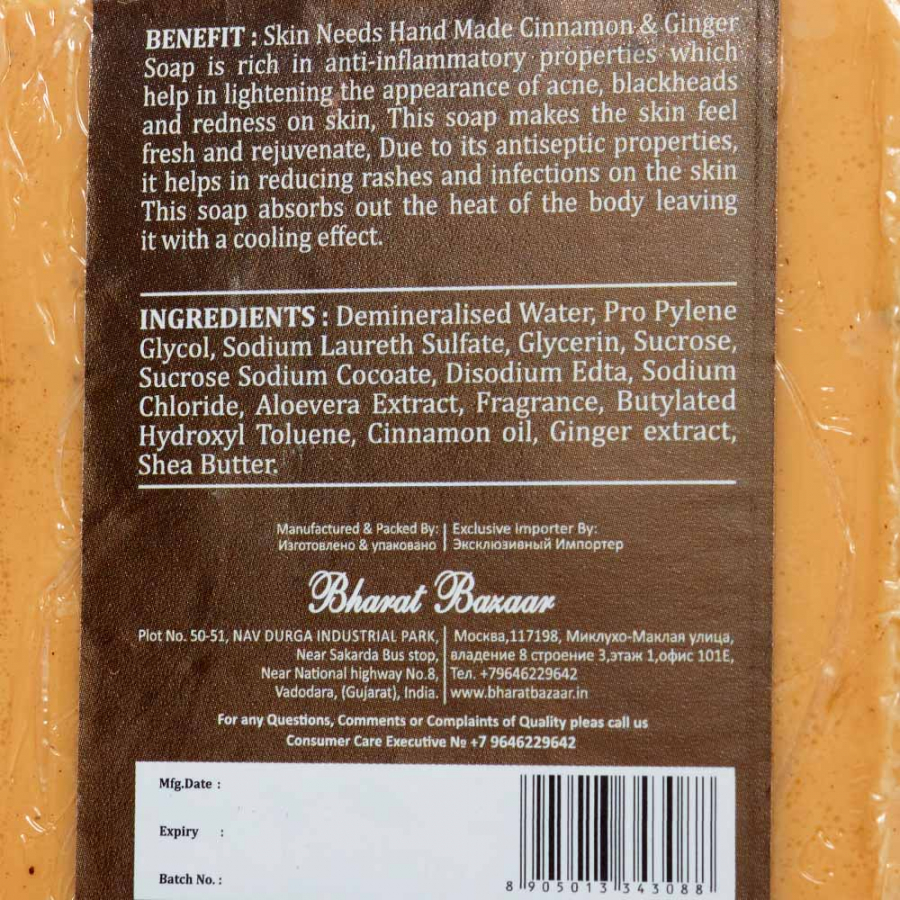 BENEFIT : Skin Needs Hand Made Cinnamon & Ginger
Soap is rich in anti-inflammatory properties which
help in lightening the appearance of acne, blackheads
and redness on skin, This soap makes the skin feel
fresh and rejuvenate, Due to its antiseptic properties,
it helps in reducing rashes and infections on the skin
This soap absorbs out the heat of the body leaving
it with a cooling effect.
INGREDIENTS : Demineralised Water, Pro Pylene
Glycol, Sodium Laureth Sulfate, Glycerin, Sucrose,
Sucrose Sodium Cocoate, Disodium Edta, Sodium
Chloride, Aloevera Extract, Fragrance, Butylated
Hydroxyl Toluene, Cinnamon oil, Ginger extract,
Shea Butter.
Manufactured & Packed By:
Изготовлено & упаковано
Exclusive Importer By:
Эксклюзивный Импортер
Bharat Bazaar
Plot No. 50-51, NAV DURGA INDUSTRIAL PARK,
Near Sakarda Bus stop,
Near National highway No.8,
Vadodara, (Gujarat), India.
Москва,117198, Миклухо-Маклая улица,
владение 8 строение 3,этаж 1,офис 101Е,
Тел. +79646229642
www.bharatbazaar.in
For any Questions, Comments or Complaints of Quality pleas call us
Consumer Care Executive № +7 9646229642
Mfg.Date :
Expiry :
Batch No. :
8 905013 343088